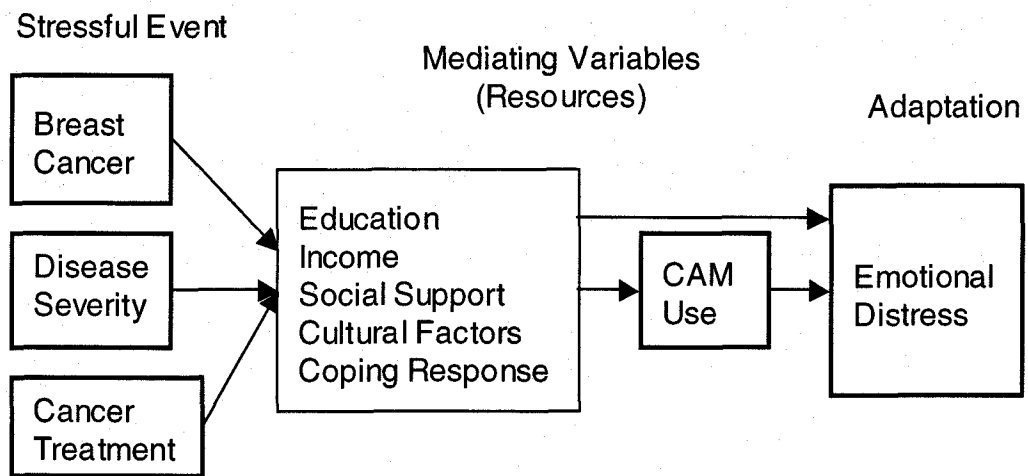 Stressful Event
Mediating Variables
(Resources)
Adaptation
Breast
Cancer
Disease
Severity
Cancer
Treatment
Education
Income
Social Support
Cultural Factors
Coping Response
CAM
Use
Emotional
Distress